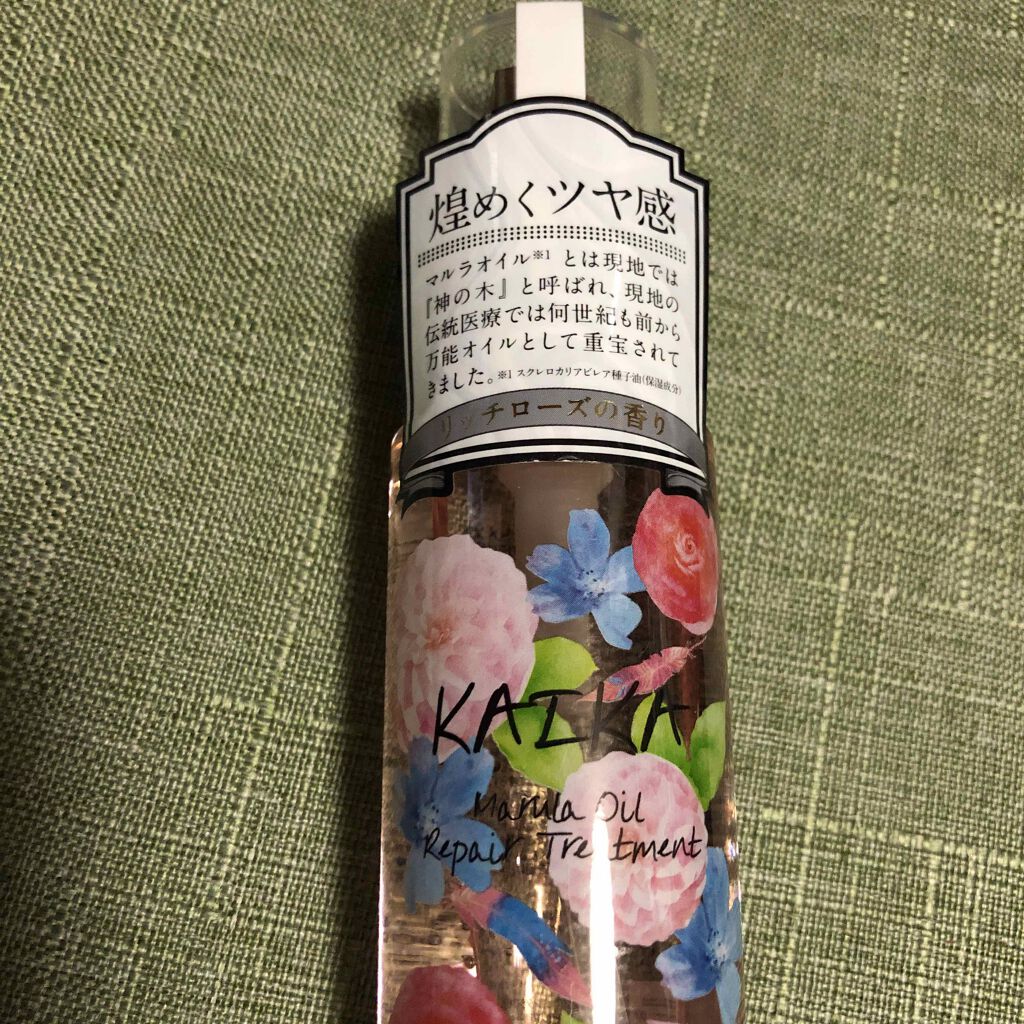 煌めくツヤ感
マルラオイル※1 とは現地では
『神の木』と呼ばれ、現地の
伝統医療では何世紀も前から
万能オイルとして重宝されて
きました。※1 スクレロカリアビレア種子油(保湿成分)
リッチローズの香り
KAIKA
Marula Oil
Repair Treatment